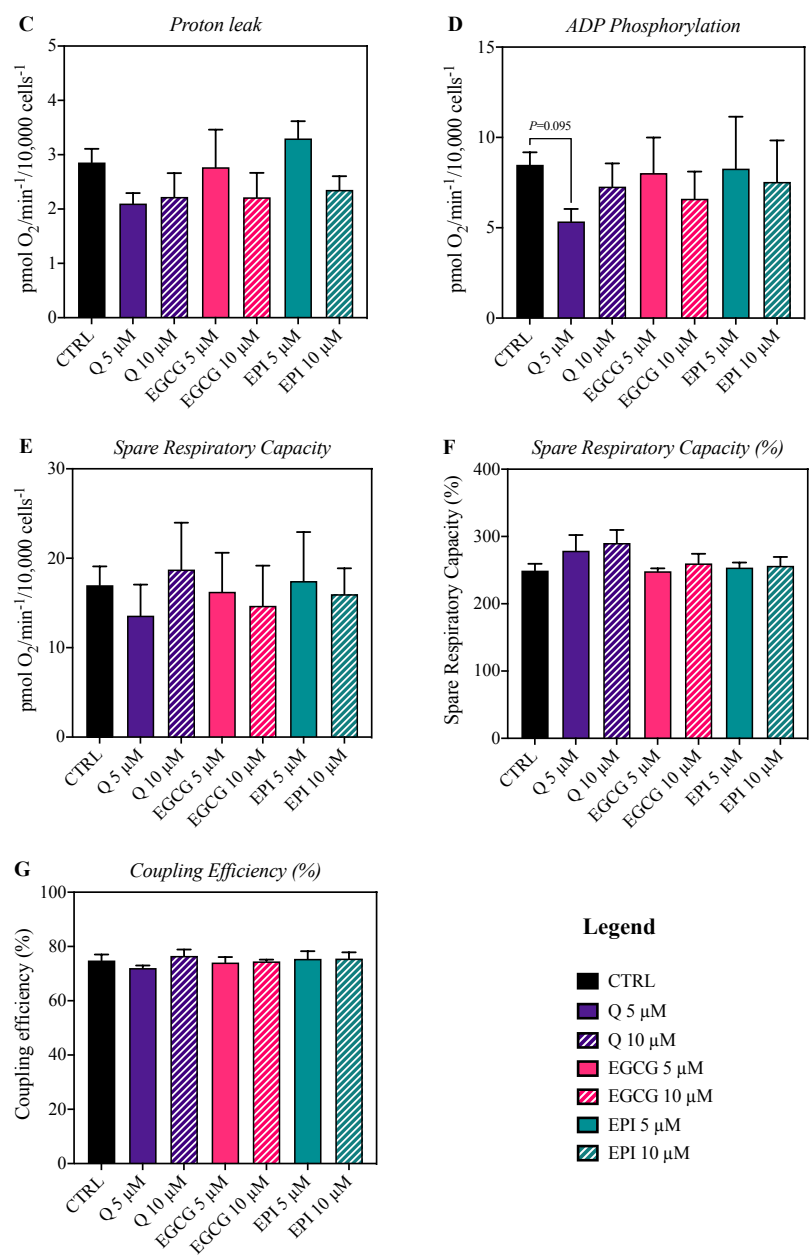 C
Proton leak
pmol O2/min-1/10,000 cells-1
5
4
3
2
1
0
CTRL
Q 5 µM
Q 10 µM
EGCG 5 µM
EGCG 10 µM
EPI 5 µM
EPI 10 µM
D
ADP Phosphorylation
pmol O2/min-1/10,000 cells-1
15
10
5
0
P=0.095
CTRL
Q 5 µM
Q 10 µM
EGCG 5 µM
EGCG 10 µM
EPI 5 µM
EPI 10 µM
E
Spare Respiratory Capacity
pmol O2/min-1/10,000 cells-1
30
20
10
0
CTRL
Q 5 µM
Q 10 µM
EGCG 5 µM
EGCG 10 µM
EPI 5 µM
EPI 10 µM
F
Spare Respiratory Capacity (%)
Spare Respiratory Capacity (%)
400
300
200
100
0
CTRL
Q 5 µM
Q 10 µM
EGCG 5 µM
EGCG 10 µM
EPI 5 µM
EPI 10 µM
G
Coupling Efficiency (%)
Coupling efficiency (%)
100
80
60
40
20
0
CTRL
Q 5 µM
Q 10 µM
EGCG 5 µM
EGCG 10 µM
EPI 5 µM
EPI 10 µM
Legend
CTRL
Q 5 µM
Q 10 µM
EGCG 5 µM
EGCG 10 µM
EPI 5 µM
EPI 10 µM